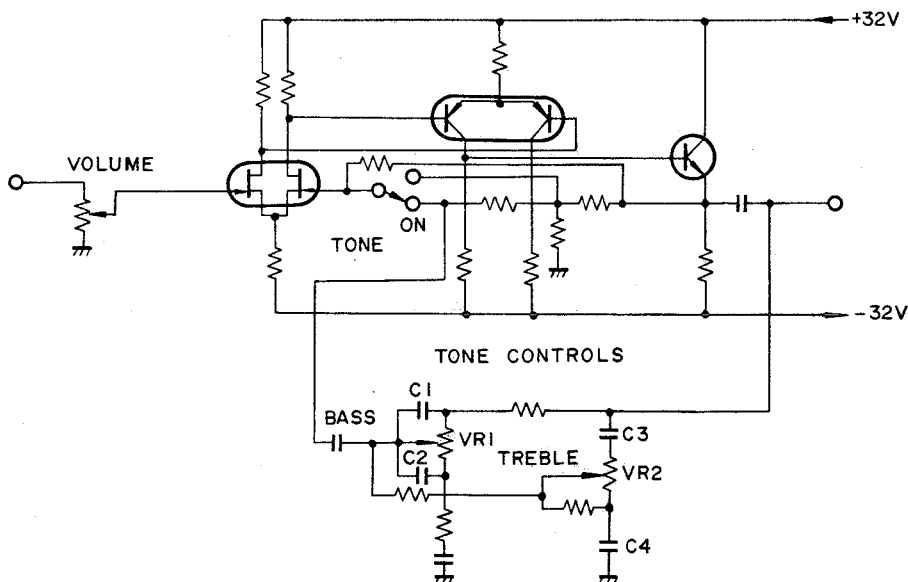 +32V
VOLUME
ON
TONE
-32V
TONE CONTROLS
C1
BASS
C3
VR1
C2
TREBLE
VR2
C4